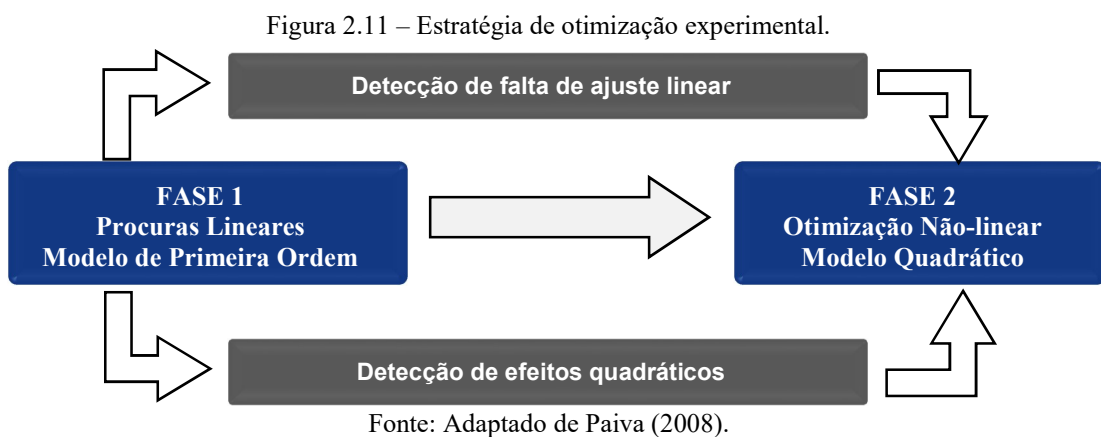 Figura 2.11 – Estratégia de otimização experimental.
Detecção de falta de ajuste linear
FASE 1
Procuras Lineares
Modelo de Primeira Ordem
FASE 2
Otimização Não-linear
Modelo Quadrático
Detecção de efeitos quadráticos
Fonte: Adaptado de Paiva (2008).